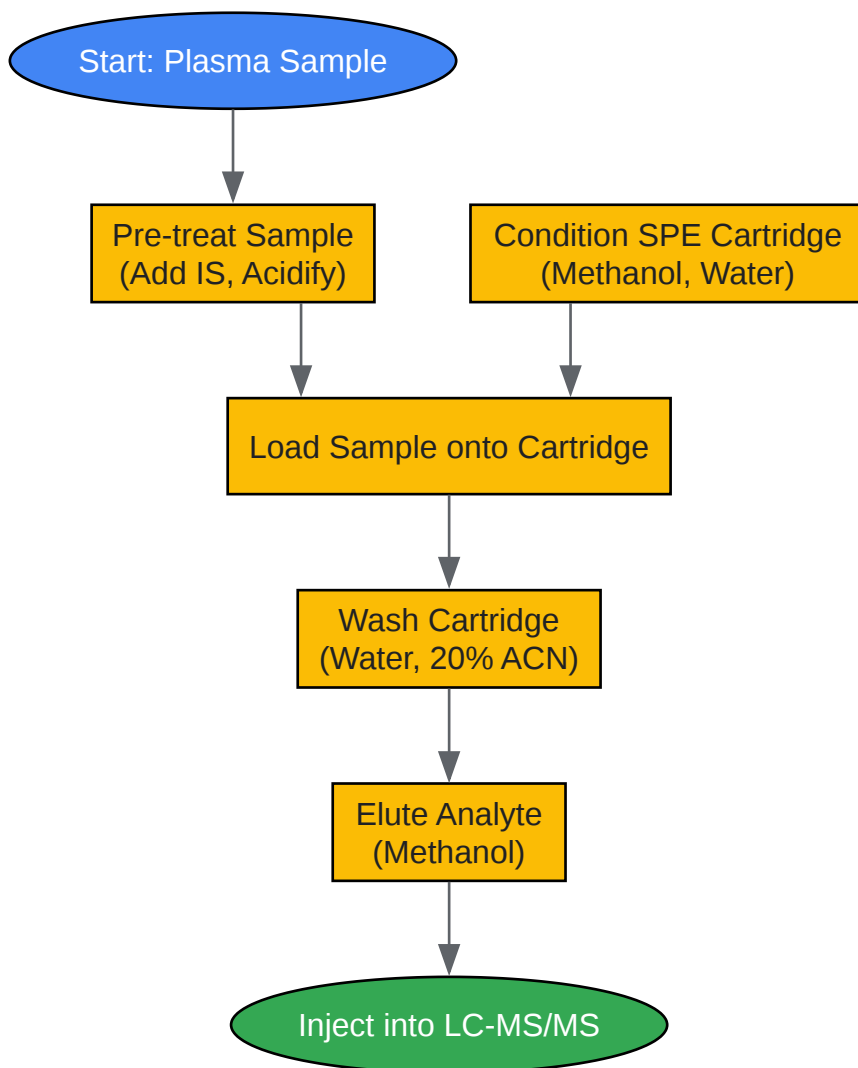 Start: Plasma Sample
Pre-treat Sample
(Add IS, Acidify)
Condition SPE Cartridge
(Methanol, Water)
Load Sample onto Cartridge
Wash Cartridge
(Water, 20% ACN)
Elute Analyte
(Methanol)
Inject into LC-MS/MS